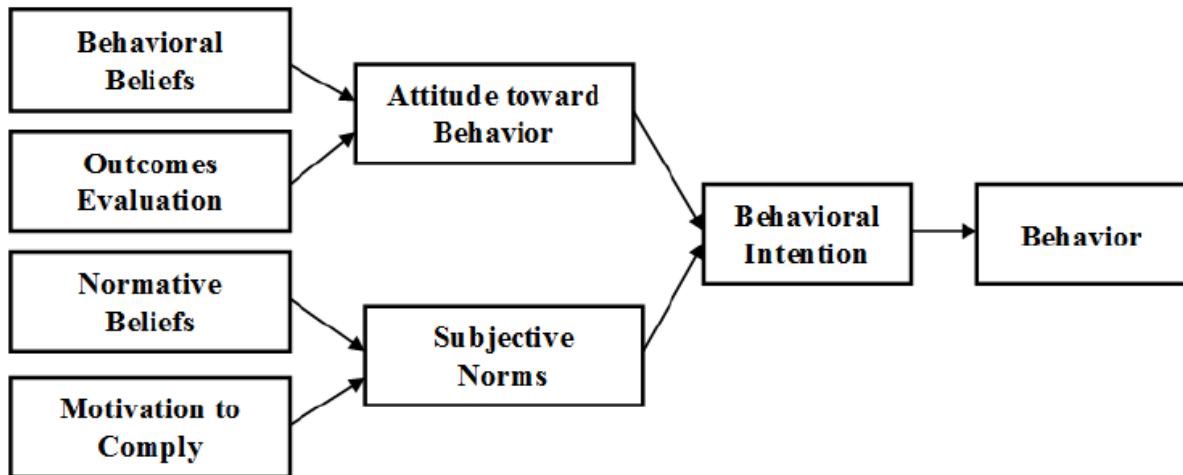 Behavioral
Beliefs
Outcomes
Evaluation
Normative
Beliefs
Motivation to
Comply
Attitude toward
Behavior
Subjective
Norms
Behavioral
Intention
Behavior